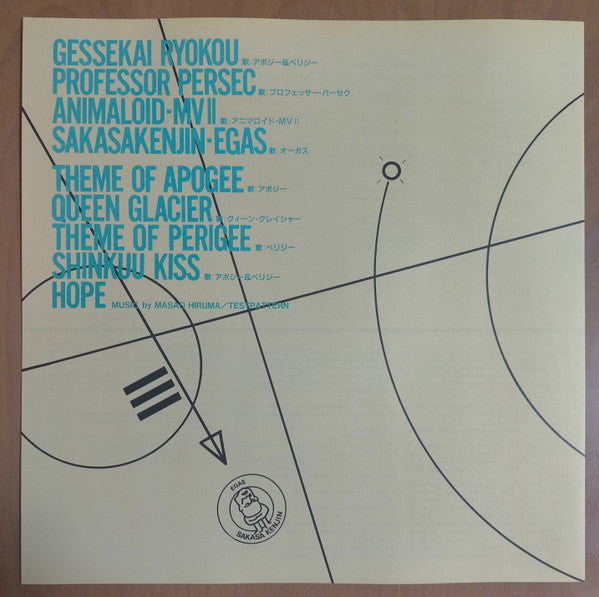 GESSEKAI RYOKOU 歌:アポジー&ペリジー
PROFESSOR PERSEC 歌:プロフェッサー・パーセク
ANIMALOID-MVII 歌:アニマロイド-MVII
SAKASAKENJIN-EGAS 歌:オーガス
THEME OF APOGEE 歌:アポジー
QUEEN GLACIER 歌:クィーン・グレイシャー
THEME OF PERIGEE 歌:ペリジー
SHINKUU KISS 歌:アポジー&ペリジー
HOPE MUSIC by MASAO HIRUMA/TESTPATTERN
EGAS
SAKASA KENJIN